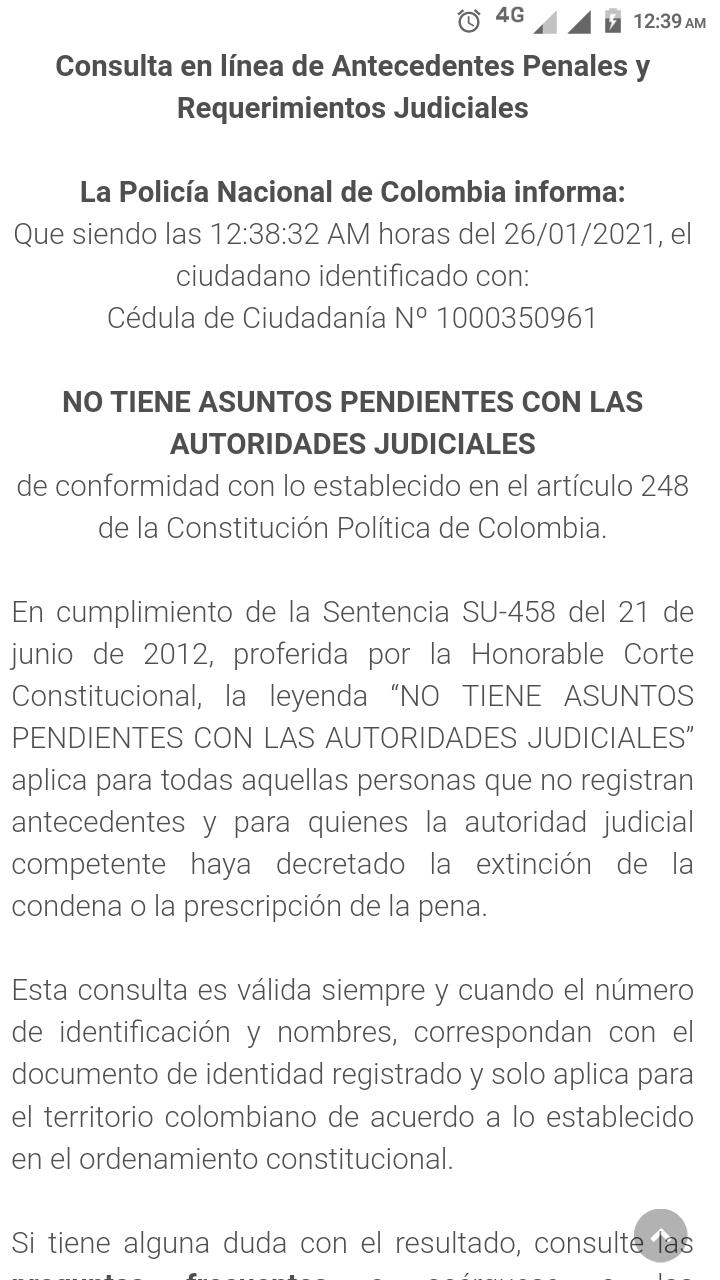 4G 12:39 AM
Consulta en línea de Antecedentes Penales y
Requerimientos Judiciales
La Policía Nacional de Colombia informa:
Que siendo las 12:38:32 AM horas del 26/01/2021, el
ciudadano identificado con:
Cédula de Ciudadanía Nº 1000350961
NO TIENE ASUNTOS PENDIENTES CON LAS
AUTORIDADES JUDICIALES
de conformidad con lo establecido en el artículo 248
de la Constitución Política de Colombia.
En cumplimiento de la Sentencia SU-458 del 21 de
junio de 2012, proferida por la Honorable Corte
Constitucional, la leyenda “NO TIENE ASUNTOS
PENDIENTES CON LAS AUTORIDADES JUDICIALES”
aplica para todas aquellas personas que no registran
antecedentes y para quienes la autoridad judicial
competente haya decretado la extinción de la
condena o la prescripción de la pena.
Esta consulta es válida siempre y cuando el número
de identificación y nombres, correspondan con el
documento de identidad registrado y solo aplica para
el territorio colombiano de acuerdo a lo establecido
en el ordenamiento constitucional.
Si tiene alguna duda con el resultado, consulte las